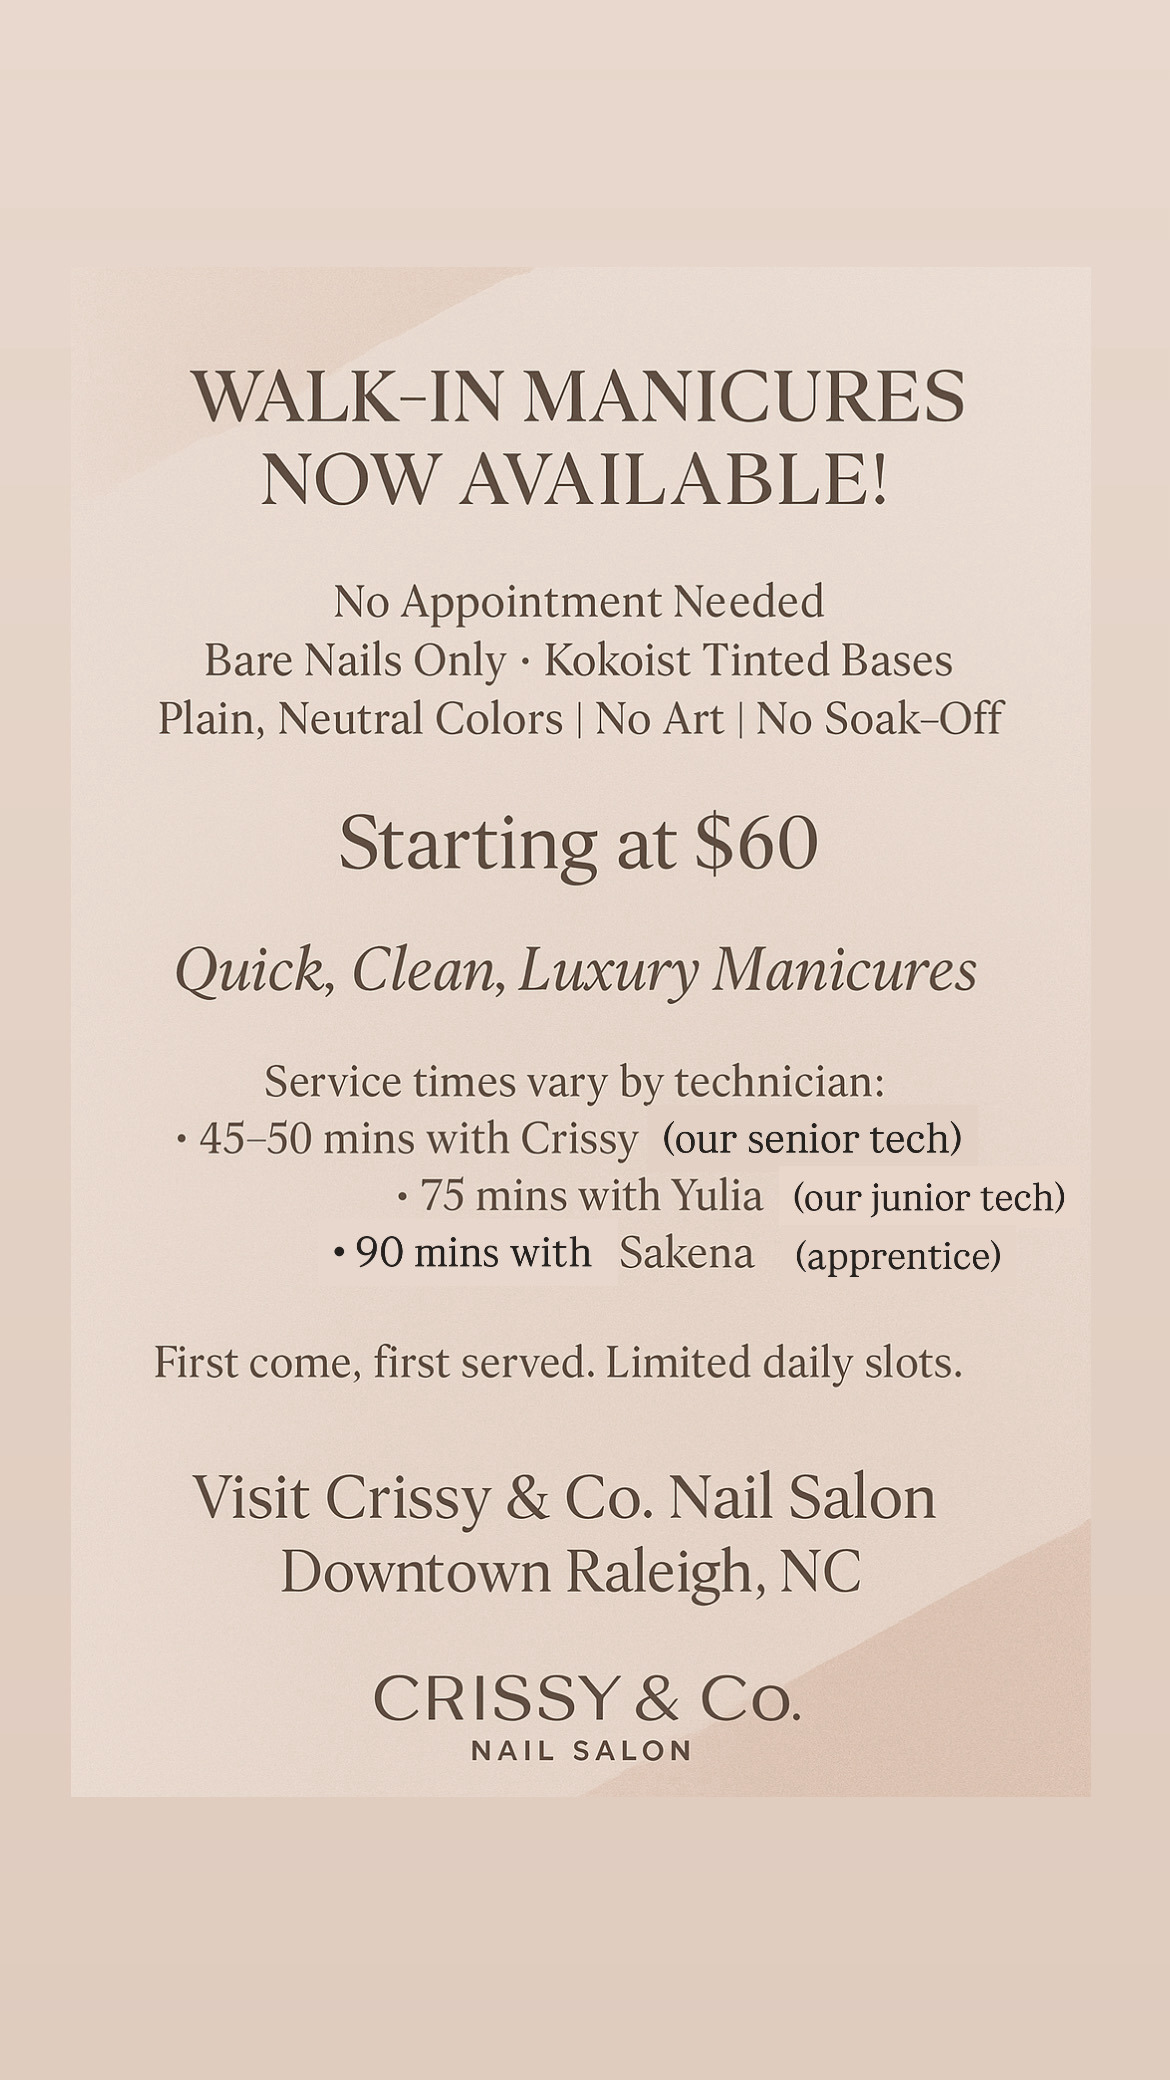 WALK-IN MANICURES
NOW AVAILABLE!
No Appointment Needed
Bare Nails Only · Kokoist Tinted Bases
Plain, Neutral Colors | No Art | No Soak-Off
Starting at $60
Quick, Clean, Luxury Manicures
Service times vary by technician:
• 45–50 mins with Crissy (our senior tech)
• 75 mins with Yulia (our junior tech)
• 90 mins with Sakena (apprentice)
First come, first served. Limited daily slots.
Visit Crissy & Co. Nail Salon
Downtown Raleigh, NC
CRISSY & Co.
NAIL SALON